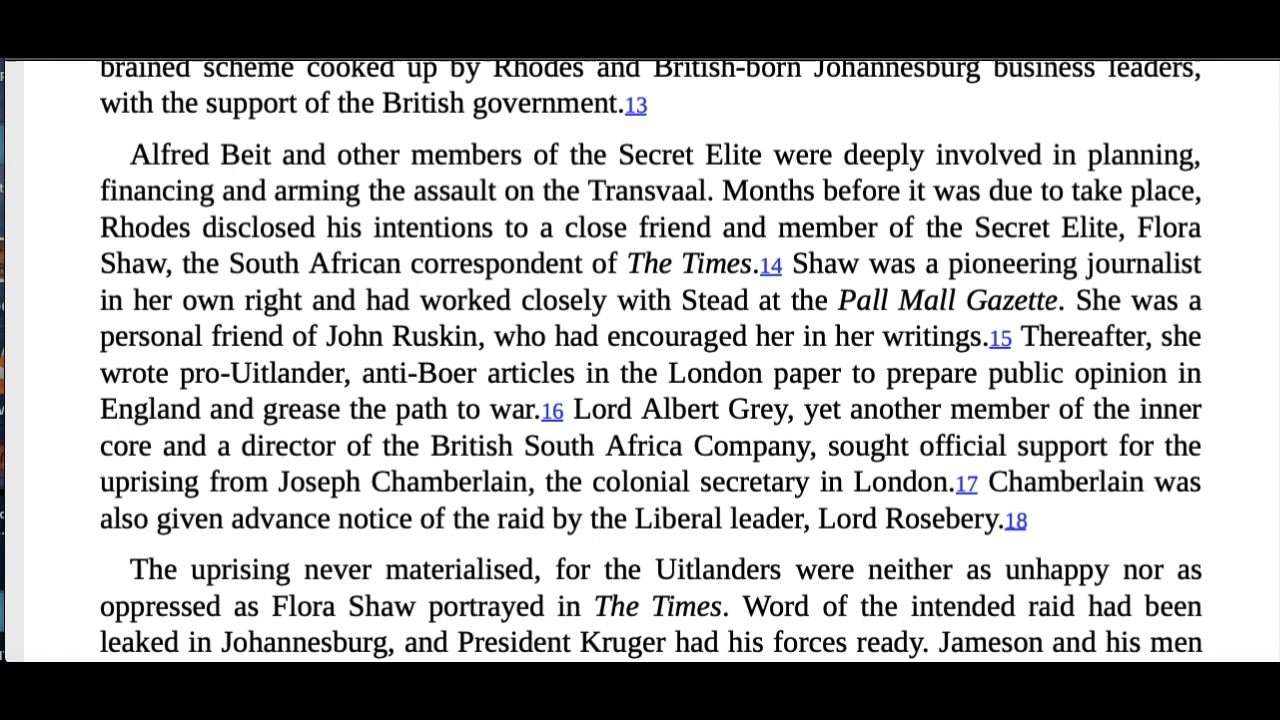 brained scheme cooked up by Rhodes and British-born Johannesburg business leaders,
with the support of the British government.13
Alfred Beit and other members of the Secret Elite were deeply involved in planning,
financing and arming the assault on the Transvaal. Months before it was due to take place,
Rhodes disclosed his intentions to a close friend and member of the Secret Elite, Flora
Shaw, the South African correspondent of The Times.14 Shaw was a pioneering journalist
in her own right and had worked closely with Stead at the Pall Mall Gazette. She was a
personal friend of John Ruskin, who had encouraged her in her writings.15 Thereafter, she
wrote pro-Uitlander, anti-Boer articles in the London paper to prepare public opinion in
England and grease the path to war.16 Lord Albert Grey, yet another member of the inner
core and a director of the British South Africa Company, sought official support for the
uprising from Joseph Chamberlain, the colonial secretary in London.17 Chamberlain was
also given advance notice of the raid by the Liberal leader, Lord Rosebery.18
The uprising never materialised, for the Uitlanders were neither as unhappy nor as
oppressed as Flora Shaw portrayed in The Times. Word of the intended raid had been
leaked in Johannesburg, and President Kruger had his forces ready. Jameson and his men